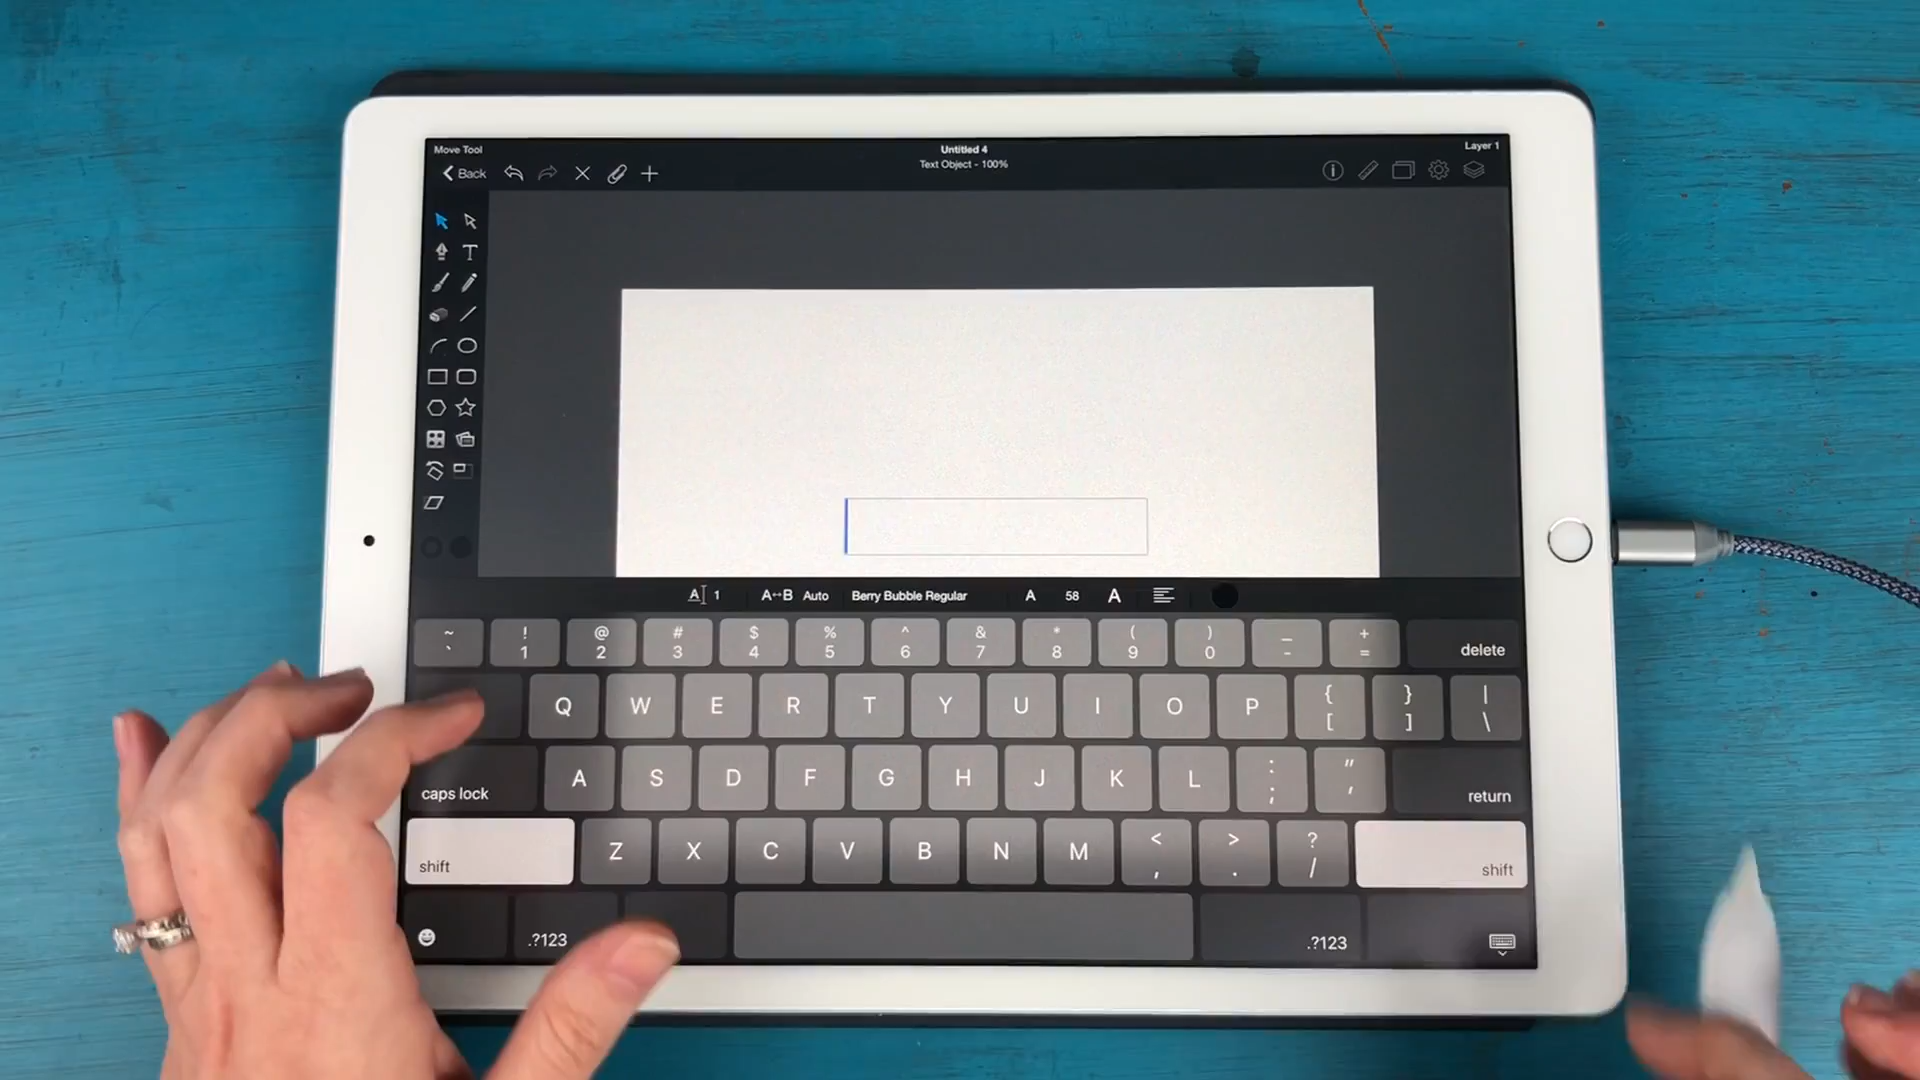 Move Tool
Untitled 4
Layer 1
Back
Text Object - 100%
T
A 1
A↔B Auto
Berry Bubble Regular
A 58 A
~ ! @ # $ % ^ & * ( ) _ +
` 1 2 3 4 5 6 7 8 9 0 - = delete
Q W E R T Y U I O P { [ } ] | \
caps lock A S D F G H J K L : ; " ' return
shift Z X C V B N M < , > . ? / shift
.?123 .?123